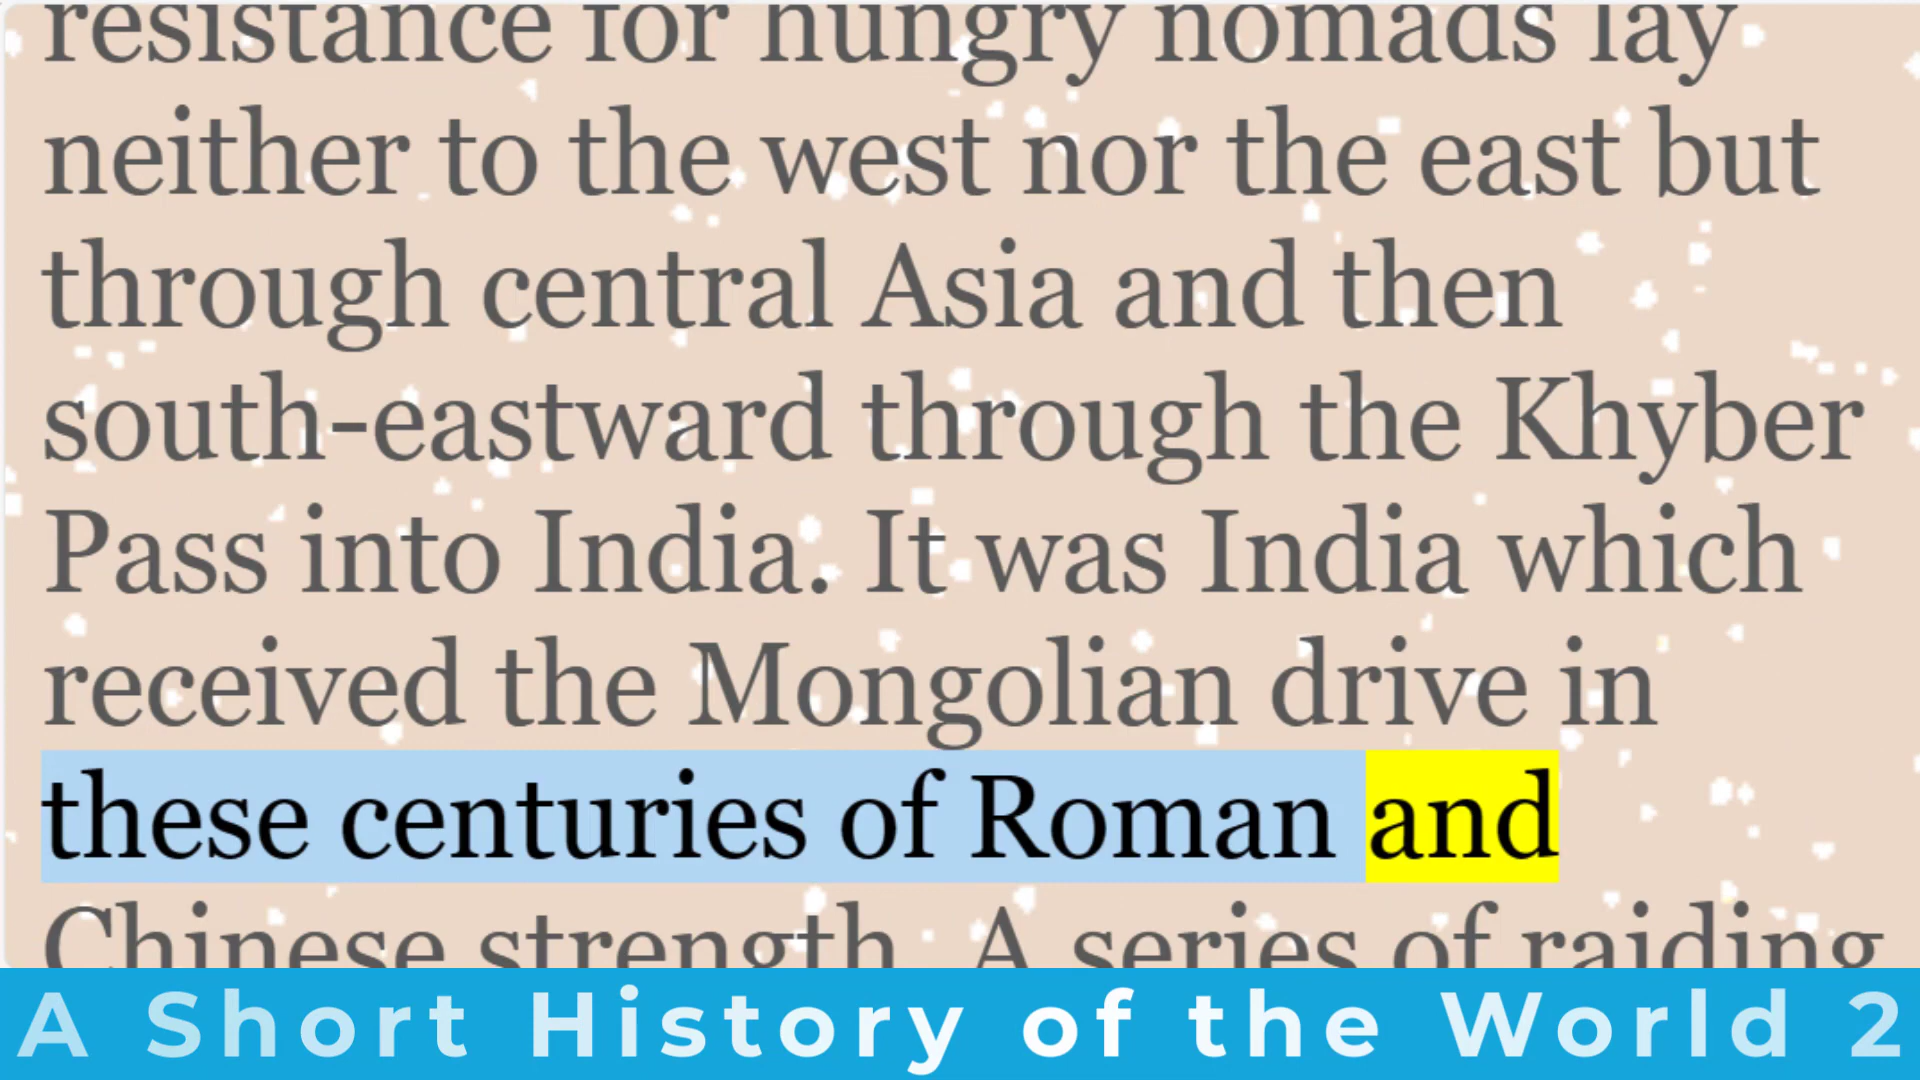 resistance for hungry nomads lay
neither to the west nor the east but
through central Asia and then
south-eastward through the Khyber
Pass into India. It was India which
received the Mongolian drive in
these centuries of Roman and
Chinese strength. A series of raiding
A Short History of the World 2